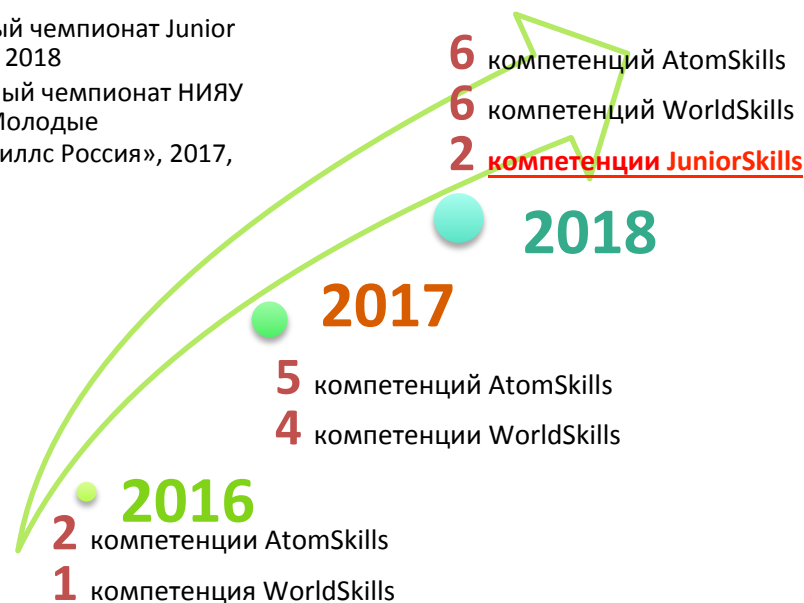 ый чемпионат Junior
2018
ный чемпионат НИЯУ
Молодые
иллс Россия», 2017,
6 компетенций AtomSkills
6 компетенций WorldSkills
2 компетенции JuniorSkills
2018
2017
5 компетенций AtomSkills
4 компетенции WorldSkills
2016
2 компетенции AtomSkills
1 компетенция WorldSkills